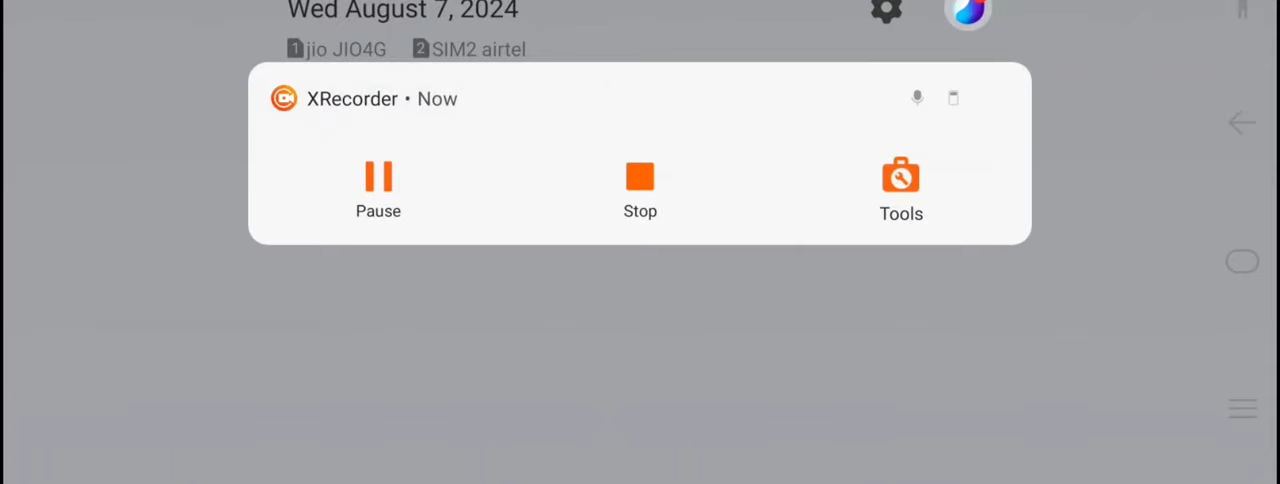 Wed August 7, 2024
1 jio JIO4G 2 SIM2 airtel
XRecorder • Now
Pause Stop Tools